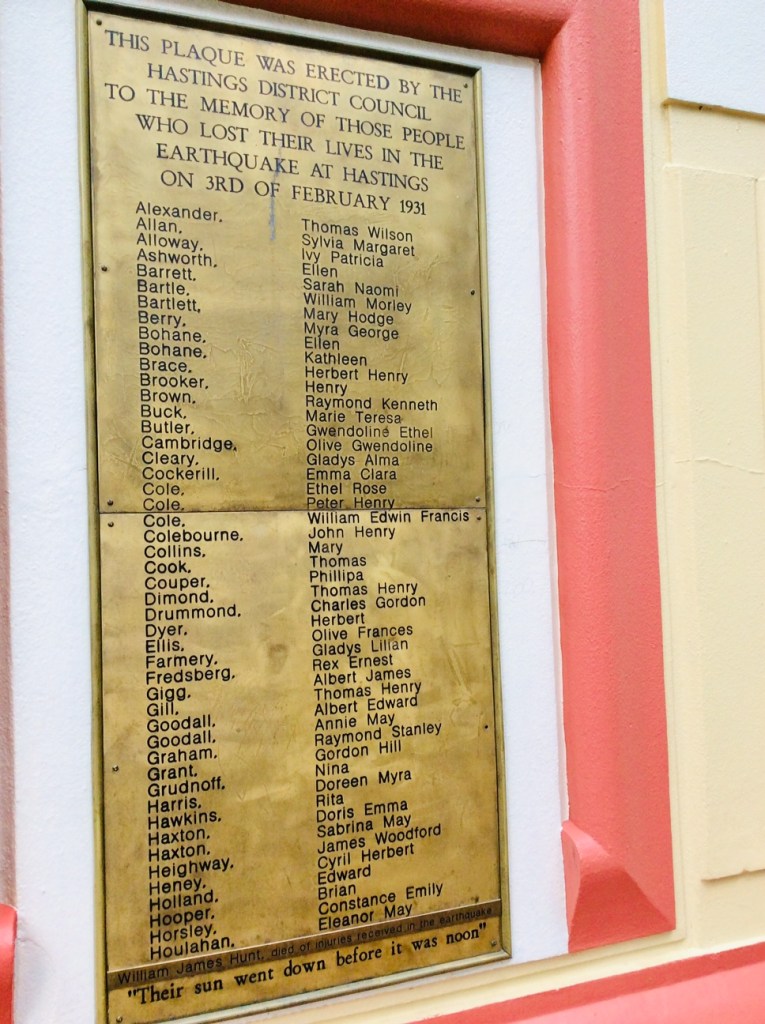 THIS PLAQUE WAS ERECTED BY THE
HASTINGS DISTRICT COUNCIL
TO THE MEMORY OF THOSE PEOPLE
WHO LOST THEIR LIVES IN THE
EARTHQUAKE AT HASTINGS
ON 3RD OF FEBRUARY 1931
Alexander, Thomas Wilson
Allan, Sylvia Margaret
Alloway, Ivy Patricia
Ashworth, Ellen
Barrett, Sarah Naomi
Bartle, William Morley
Bartlett, Mary Hodge
Berry, Myra George
Bohane, Ellen
Bohane, Kathleen
Brace, Herbert Henry
Brooker, Henry
Brown, Raymond Kenneth
Buck, Marie Teresa
Butler, Gwendoline Ethel
Cambridge, Olive Gwendoline
Cleary, Gladys Alma
Cockerill, Emma Clara
Cole, Ethel Rose
Cole, Peter Henry
Cole, William Edwin Francis
Colebourne, John Henry
Collins, Mary
Cook, Thomas
Couper, Phillipa
Dimond, Thomas Henry
Drummond, Charles Gordon
Dyer, Herbert
Ellis, Olive Frances
Farmery, Gladys Lilian
Fredsberg, Rex Ernest
Gigg, Albert James
Gill, Thomas Henry
Goodall, Albert Edward
Goodall, Annie May
Graham, Raymond Stanley
Grant, Gordon Hill
Grudnoff, Nina
Harris, Doreen Myra
Hawkins, Rita
Haxton, Doris Emma
Haxton, Sabrina May
Heighway, James Woodford
Heney, Cyril Herbert
Holland, Edward
Hooper, Brian
Horsley, Constance Emily
Houlahan, Eleanor May
William James Hunt, died of injuries received in the earthquake
"Their sun went down before it was noon"